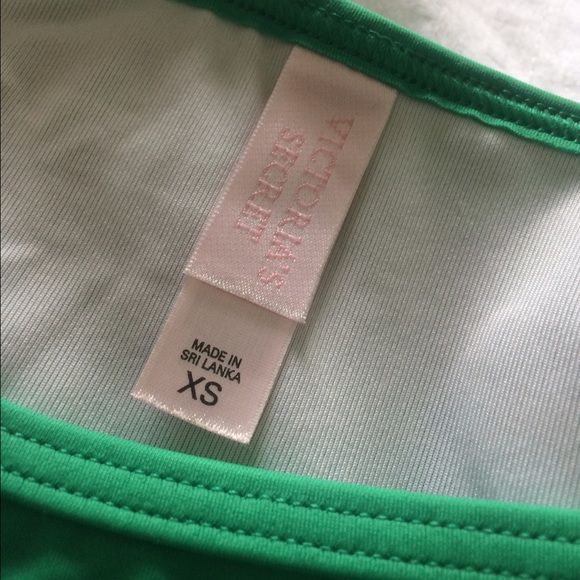 VICTORIA'S
SECRET
MADE IN
SRI LANKA
XS